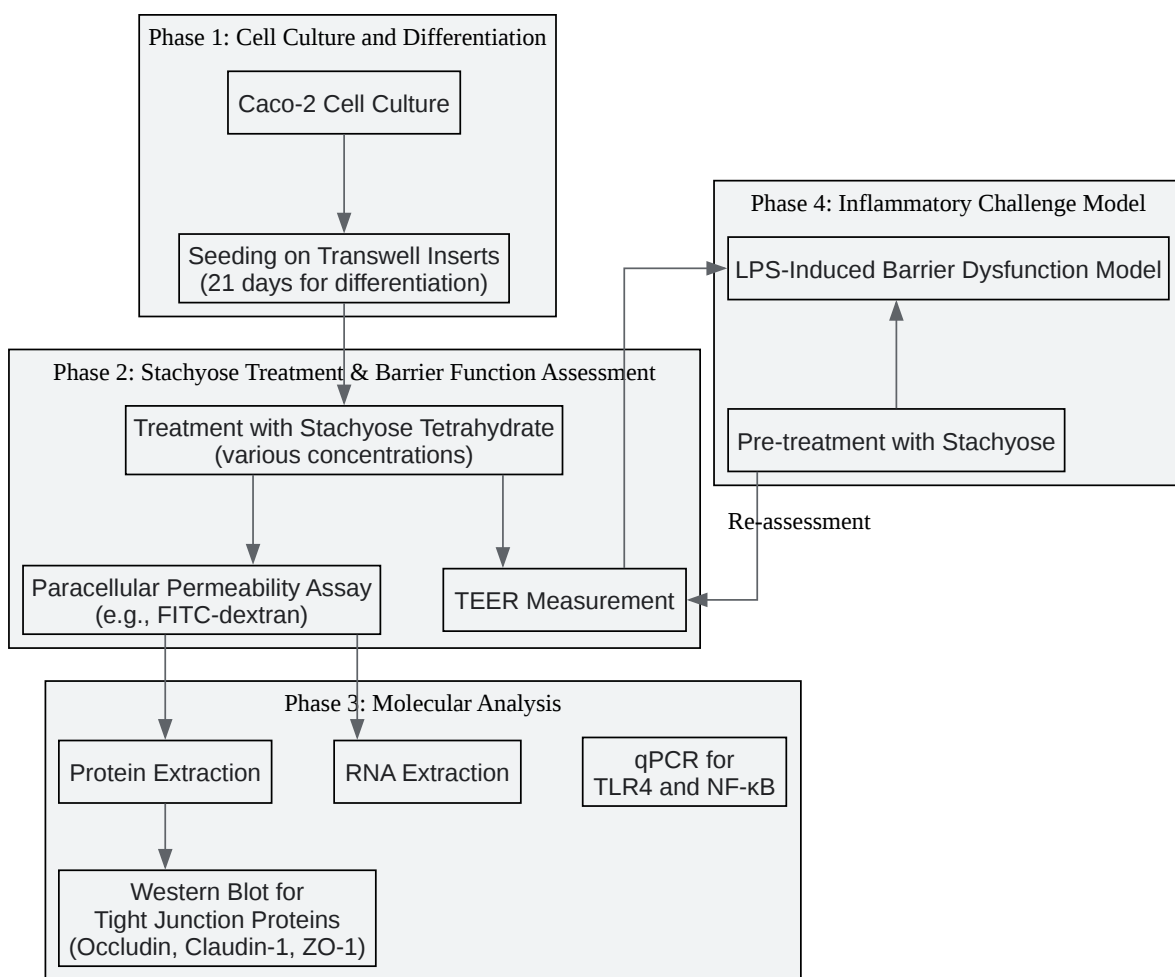 Phase 1: Cell Culture and Differentiation
Caco-2 Cell Culture
Seeding on Transwell Inserts
(21 days for differentiation)
Phase 4: Inflammatory Challenge Model
LPS-Induced Barrier Dysfunction Model
Pre-treatment with Stachyose
Re-assessment
Phase 2: Stachyose Treatment & Barrier Function Assessment
Treatment with Stachyose Tetrahydrate
(various concentrations)
Paracellular Permeability Assay
(e.g., FITC-dextran)
TEER Measurement
Phase 3: Molecular Analysis
Protein Extraction
RNA Extraction
qPCR for
TLR4 and NF-κB
Western Blot for
Tight Junction Proteins
(Occludin, Claudin-1, ZO-1)